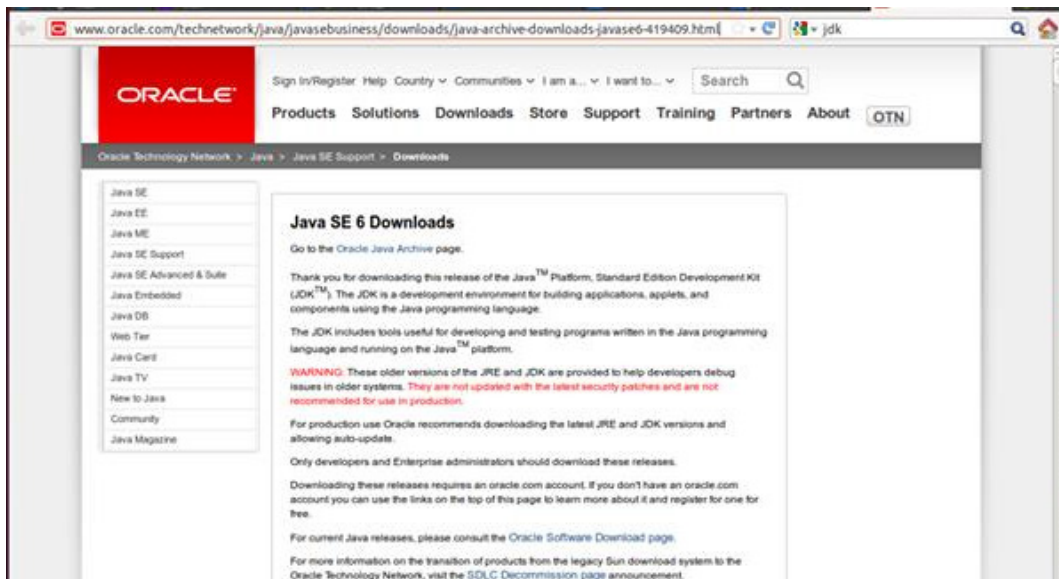 www.oracle.com/technetwork/java/javasebusiness/downloads/java-archive-downloads-javase6-419409.html
jdk
ORACLE
Sign In/Register Help Country Communities I am a... I want to... Search
Products Solutions Downloads Store Support Training Partners About OTN
Oracle Technology Network > Java > Java SE Support > Downloads
Java SE
Java EE
Java ME
Java SE Support
Java SE Advanced & Suite
Java Embedded
Java DB
Web Tier
Java Card
Java TV
New to Java
Community
Java Magazine
Java SE 6 Downloads
Go to the Oracle Java Archive page.
Thank you for downloading this release of the Java™ Platform, Standard Edition Development Kit
(JDK™). The JDK is a development environment for building applications, applets, and
components using the Java programming language.
The JDK includes tools useful for developing and testing programs written in the Java programming
language and running on the Java™ platform.
WARNING: These older versions of the JRE and JDK are provided to help developers debug
issues in older systems. They are not updated with the latest security patches and are not
recommended for use in production.
For production use Oracle recommends downloading the latest JRE and JDK versions and
allowing auto-update.
Only developers and Enterprise administrators should download these releases.
Downloading these releases requires an oracle.com account. If you don't have an oracle.com
account you can use the links on the top of this page to learn more about it and register for one for
free.
For current Java releases, please consult the Oracle Software Download page.
For more information on the transition of products from the legacy Sun download system to the
Oracle Technology Network, visit the SDLC Decommission page announcement.